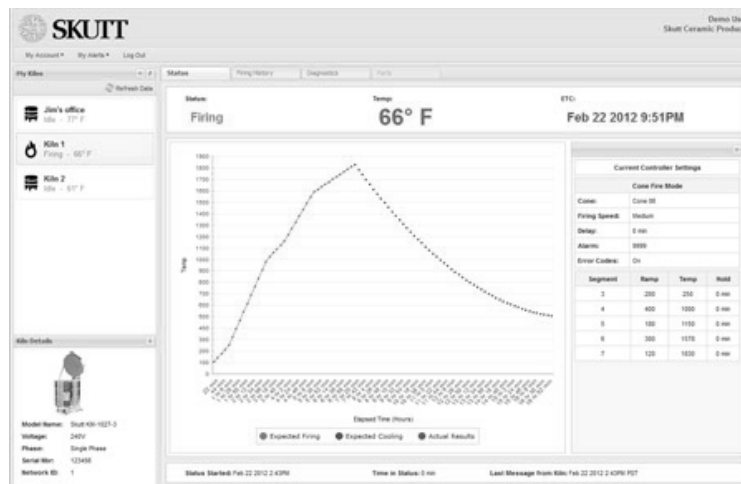 SKUTT
Demo Us
Skutt Ceramic Produc
My Account My Alerts Log Out
My Kilns
Refresh Data
Jim's office
Idle - 77° F
Kiln 1
Firing - 66° F
Kiln 2
Idle - 61° F
Status Firing History Diagnostics Parts
Status: Temp: ETC:
Firing 66° F Feb 22 2012 9:51PM
1900
1800
1700
1600
1500
1400
1300
1200
1100
1000
900
800
700
600
500
400
300
200
100
0
Temp
Elapsed Time (Hours)
Expected Firing Expected Cooling Actual Results
Current Controller Settings
Cone Fire Mode
Cone:
Firing Speed: Medium
Delay: 0 min
Alarm: 9999
Error Codes: On
Segment Ramp Temp Hold
3 200 250 0 min
4 400 1000 0 min
5 180 1150 0 min
6 300 1578 0 min
7 120 1830 0 min
Kiln Details
Model Name: Skutt KM-1027-3
Voltage: 240V
Phase: Single Phase
Serial Nbr: 123456
Network ID: 1
Status Started: Feb 22 2012 2:43PM Time in Status: 0 min Last Message from Kiln: Feb 22 2012 2:43PM PDT